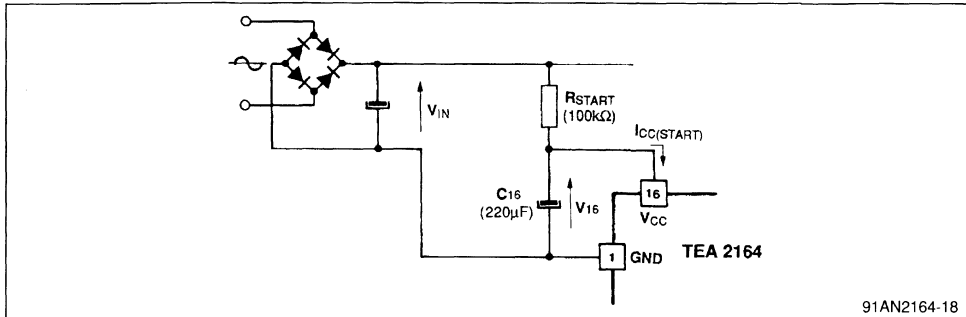 VIN
RSTART
(100kΩ)
ICC(START)
C16
(220µF)
V16
16
VCC
1
GND
TEA 2164
91AN2164-18